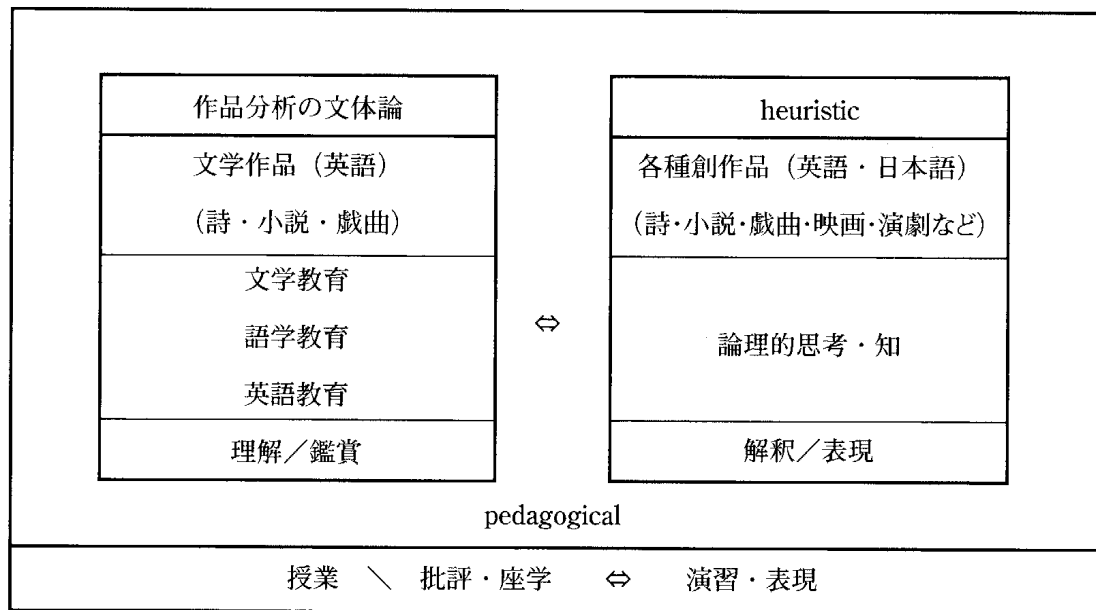 作品分析の文体論
文学作品（英語）
（詩・小説・戯曲）
文学教育
語学教育
英語教育
理解／鑑賞
⇔
heuristic
各種創作品（英語・日本語）
（詩・小説・戯曲・映画・演劇など）
論理的思考・知
解釈／表現
pedagogical
授業 ＼ 批評・座学 ⇔ 演習・表現